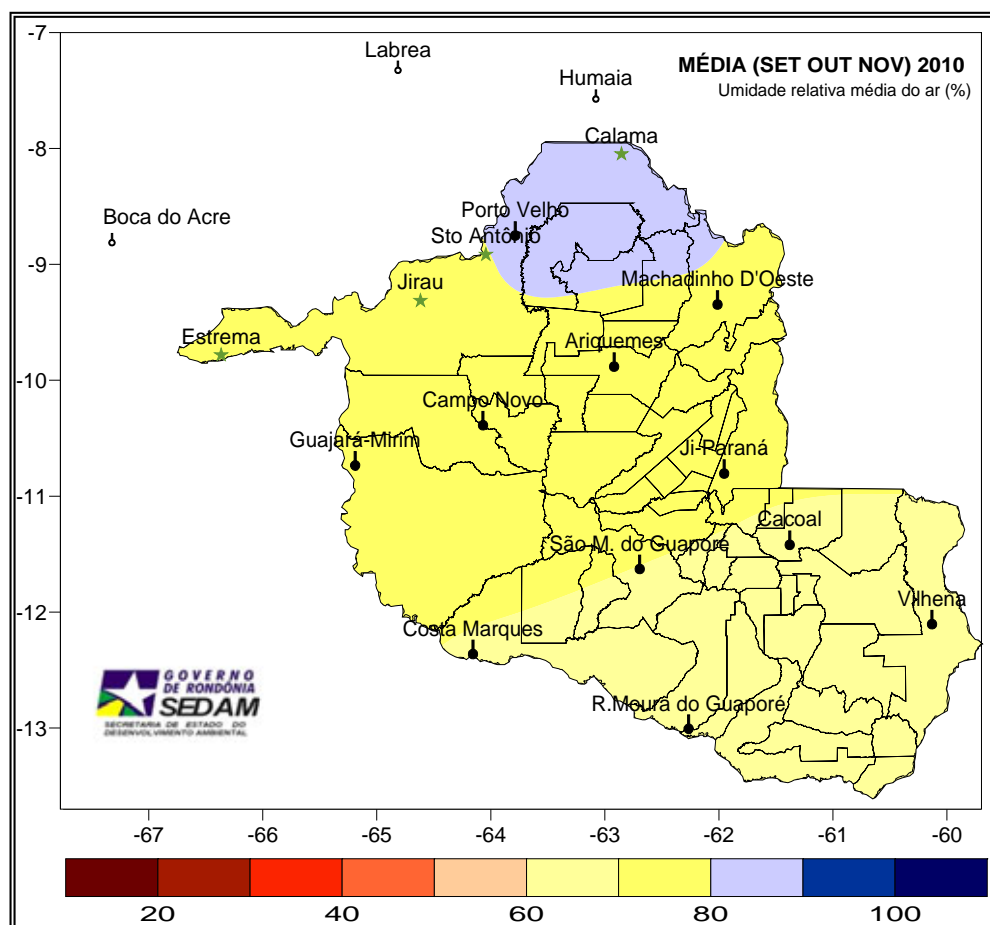 -7
Labrea
MÉDIA (SET OUT NOV) 2010
Umidade relativa média do ar (%)
Humaia
Calama
-8
Boca do Acre
Porto Velho
Sto Antônio
-9
Machadinho D'Oeste
Jirau
Estrema
Ariquemes
-10
Campo Novo
Guajará-Mirim
Ji-Paraná
-11
Cacoal
São M. do Guaporé
-12
Vilhena
Costa Marques
GOVERNO
DE RONDÔNIA
SEDAM
SECRETARIA DE ESTADO DO
DESENVOLVIMENTO AMBIENTAL
R.Moura do Guaporé
-13
-67 -66 -65 -64 -63 -62 -61 -60
20 40 60 80 100